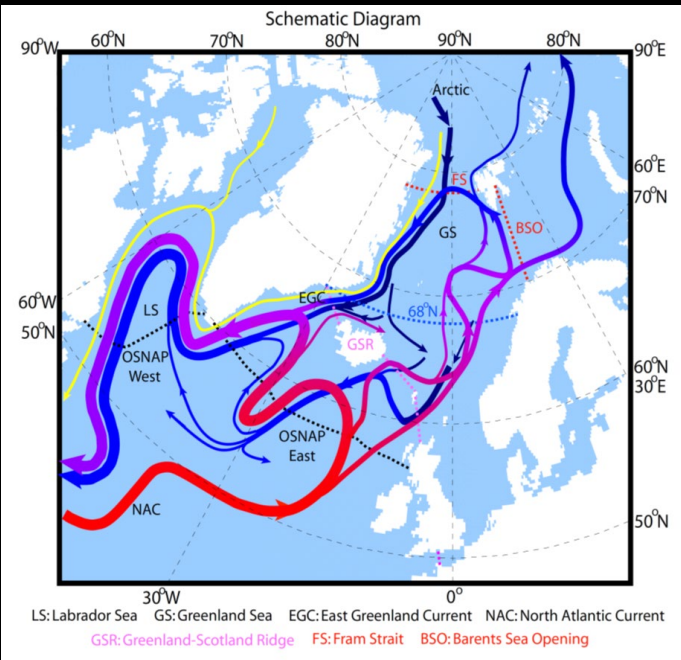 Schematic Diagram
60°N 70°N 80°N 90°N 80°N
90°W 90°E
Arctic
60°E
FS
70°N
BSO
GS
EGC
60°W
LS
68°N
50°N
GSR
OSNAP
West
60°N
30°E
OSNAP
East
NAC
50°N
30°W 0°
LS: Labrador Sea GS: Greenland Sea EGC: East Greenland Current NAC: North Atlantic Current
GSR: Greenland-Scotland Ridge FS: Fram Strait BSO: Barents Sea Opening